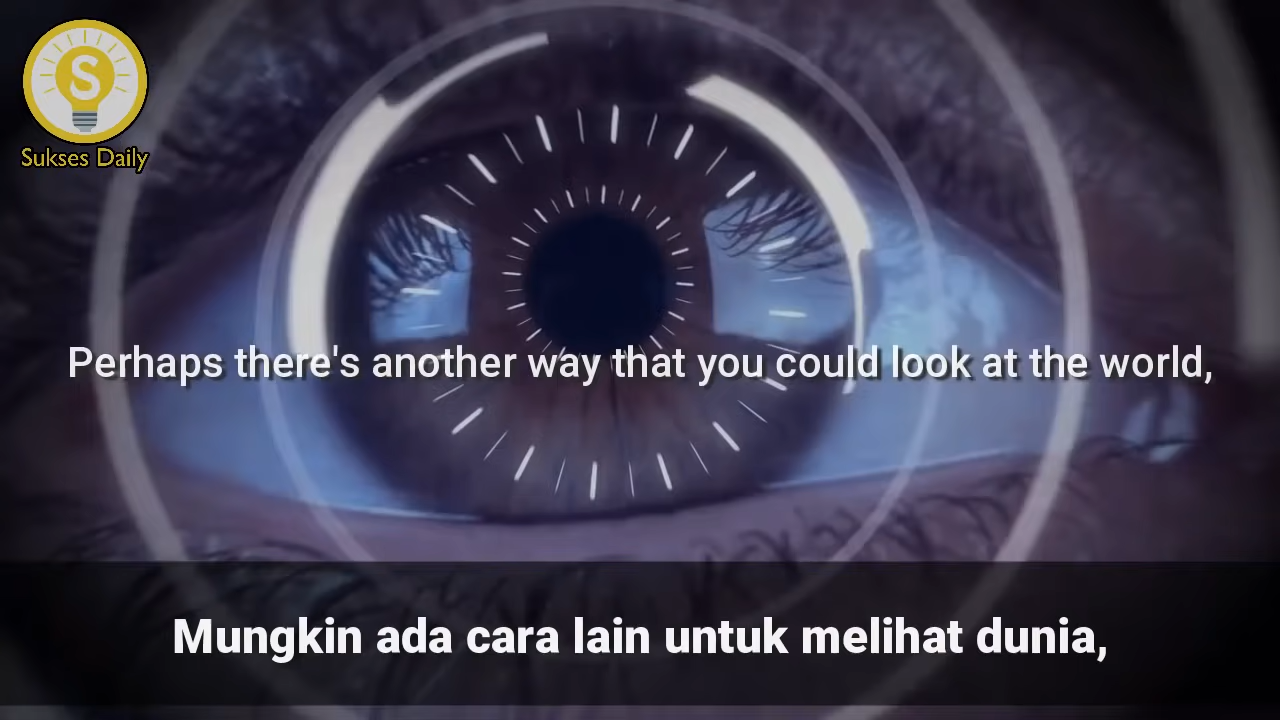 S
Sukses Daily
Perhaps there's another way that you could look at the world,
Mungkin ada cara lain untuk melihat dunia,